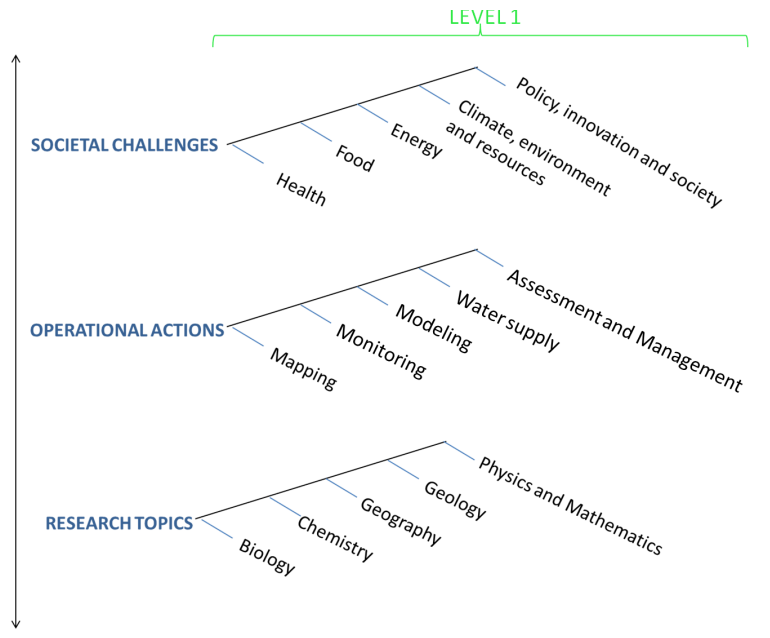 LEVEL 1
SOCIETAL CHALLENGES
Health
Food
Energy
Climate, environment
and resources
Policy, innovation and society
OPERATIONAL ACTIONS
Mapping
Monitoring
Modeling
Water supply
Assessment and Management
RESEARCH TOPICS
Biology
Chemistry
Geography
Geology
Physics and Mathematics